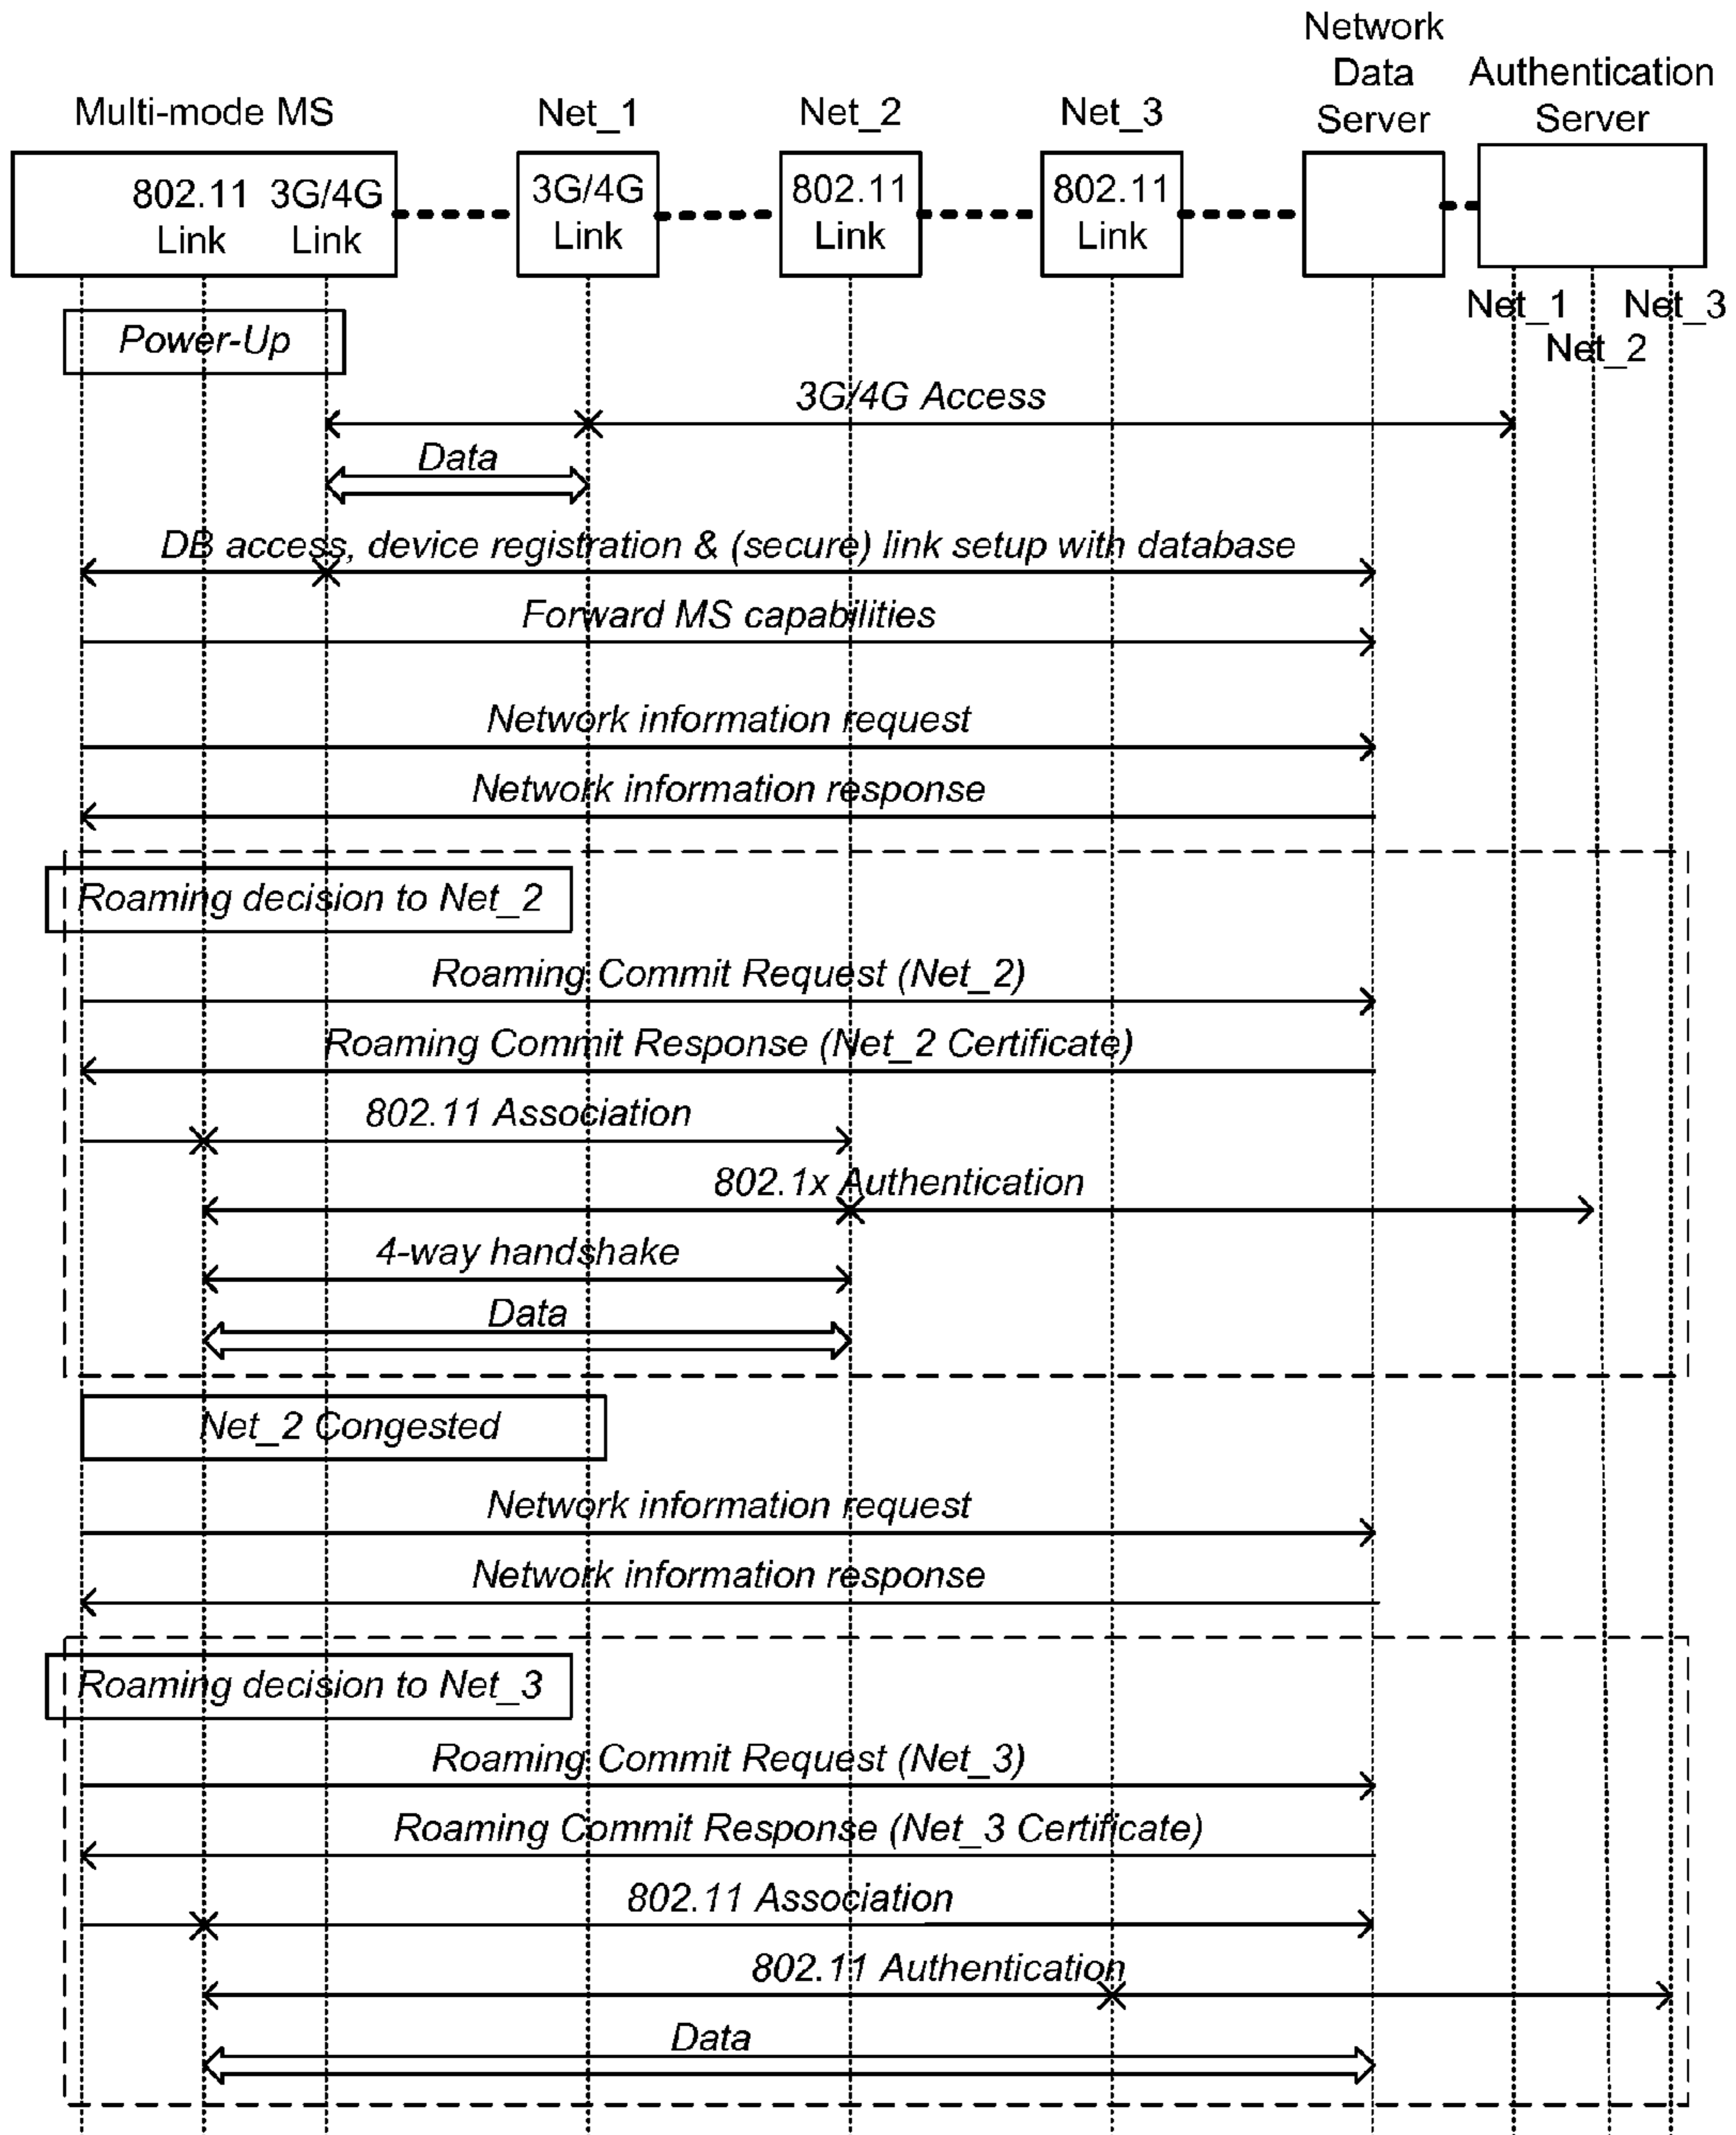 Network
Data
Server
Authentication
Server
Multi-mode MS
Net_1
Net_2
Net_3
802.11
Link
3G/4G
Link
3G/4G
Link
802.11
Link
802.11
Link
Net_1
Net_2
Net_3
Power-Up
3G/4G Access
Data
DB access, device registration & (secure) link setup with database
Forward MS capabilities
Network information request
Network information response
Roaming decision to Net_2
Roaming Commit Request (Net_2)
Roaming Commit Response (Net_2 Certificate)
802.11 Association
802.1x Authentication
4-way handshake
Data
Net_2 Congested
Network information request
Network information response
Roaming decision to Net_3
Roaming Commit Request (Net_3)
Roaming Commit Response (Net_3 Certificate)
802.11 Association
802.11 Authentication
Data